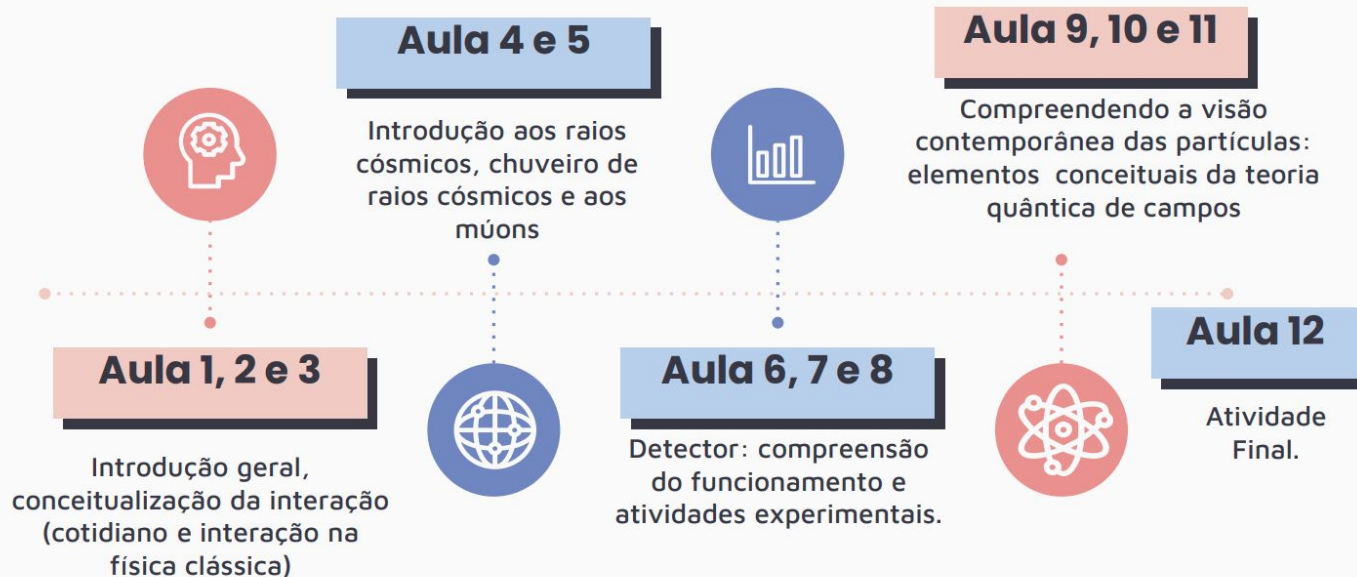 Aula 1, 2 e 3
Introdução geral,
conceitualização da interação
(cotidiano e interação na
física clássica)
Aula 4 e 5
Introdução aos raios
cósmicos, chuveiro de
raios cósmicos e aos
múons
Aula 6, 7 e 8
Detector: compreensão
do funcionamento e
atividades experimentais.
Aula 9, 10 e 11
Compreendendo a visão
contemporânea das partículas:
elementos conceituais da teoria
quântica de campos
Aula 12
Atividade
Final.